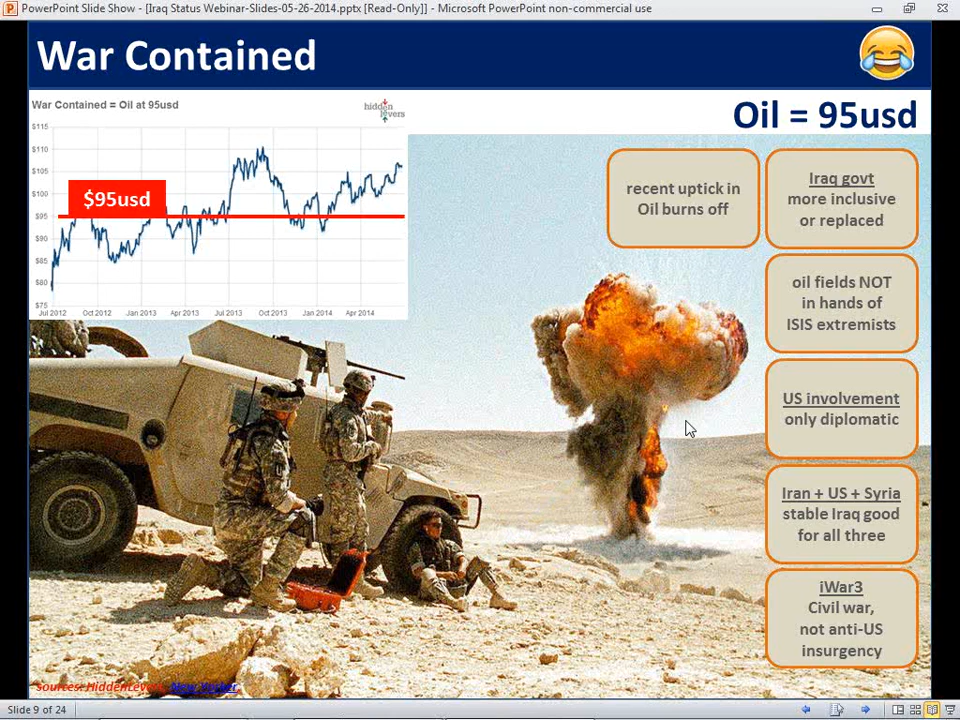 PowerPoint Slide Show - [Iraq Status Webinar-Slides-05-26-2014.pptx [Read-Only]] - Microsoft PowerPoint non-commercial use
War Contained
War Contained = Oil at 95usd
hidden
levers
Oil = 95usd
$115
$110
$105
$100
$95
$90
$85
$80
$75
$95usd
Jul 2012
Oct 2012
Jan 2013
Apr 2013
Jul 2013
Oct 2013
Jan 2014
Apr 2014
recent uptick in
Oil burns off
Iraq govt
more inclusive
or replaced
oil fields NOT
in hands of
ISIS extremists
US involvement
only diplomatic
Iran + US + Syria
stable Iraq good
for all three
iWar3
Civil war,
not anti-US
insurgency
Sources: HiddenLevers, New Yorker,
Slide 9 of 24